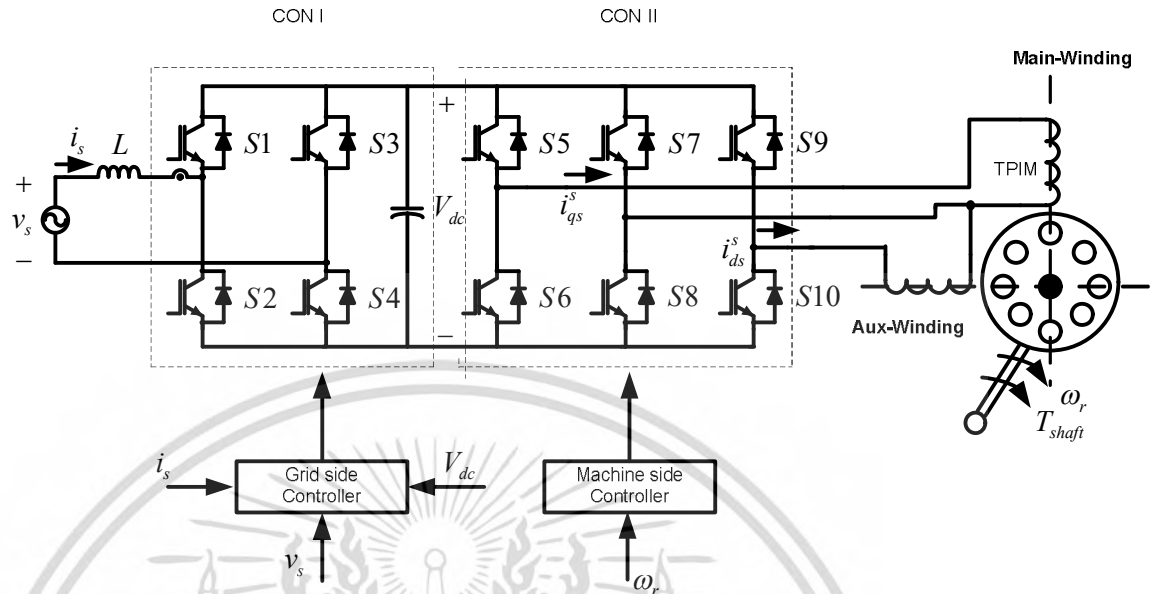 CON I
CON II
Main-Winding
i_s
L
S1
S3
+
S5
S7
S9
TPIM
+
v_s
−
V_dc
i^s_qs
i^s_ds
S2
S4
−
S6
S8
S10
Aux-Winding
ω_r
T_shaft
i_s
Grid side
Controller
V_dc
Machine side
Controller
v_s
ω_r